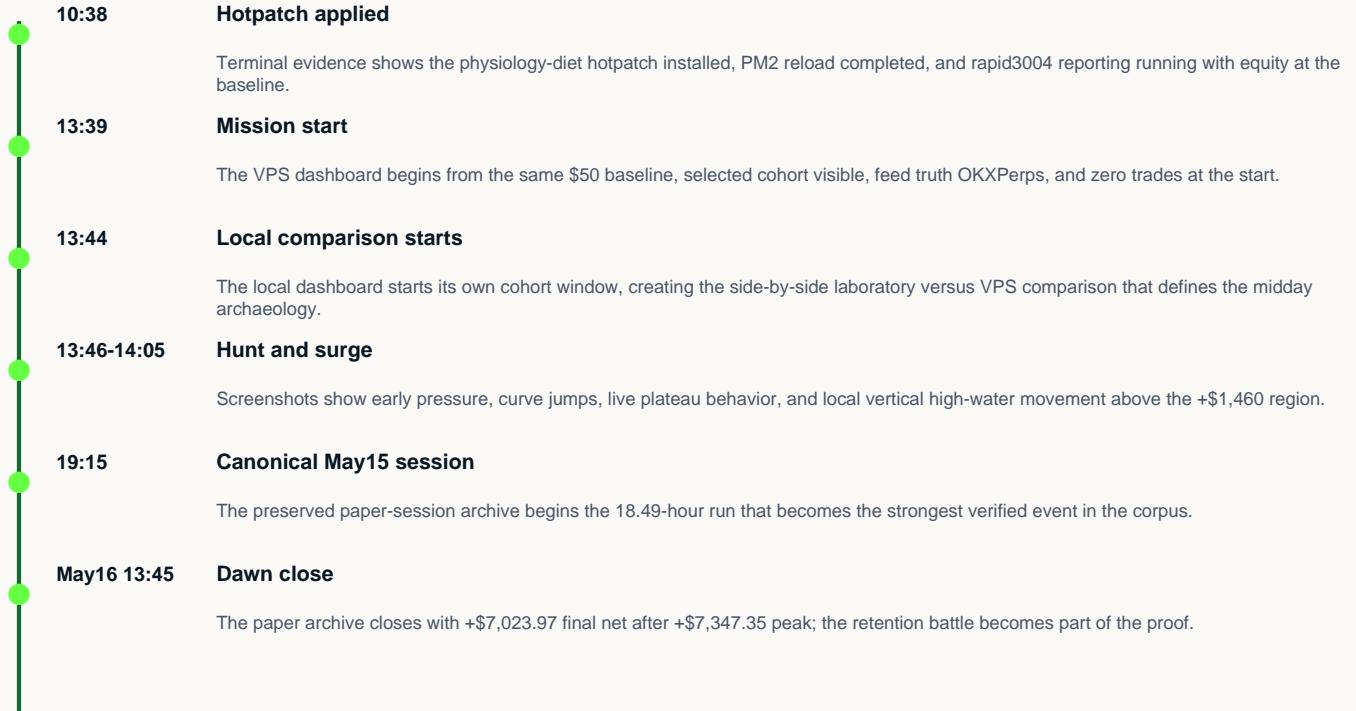 10:38 Hotpatch applied
Terminal evidence shows the physiology-diet hotpatch installed, PM2 reload completed, and rapid3004 reporting running with equity at the
baseline.
13:39 Mission start
The VPS dashboard begins from the same $50 baseline, selected cohort visible, feed truth OKXPerps, and zero trades at the start.
13:44 Local comparison starts
The local dashboard starts its own cohort window, creating the side-by-side laboratory versus VPS comparison that defines the midday
archaeology.
13:46-14:05 Hunt and surge
Screenshots show early pressure, curve jumps, live plateau behavior, and local vertical high-water movement above the +$1,460 region.
19:15 Canonical May15 session
The preserved paper-session archive begins the 18.49-hour run that becomes the strongest verified event in the corpus.
May16 13:45 Dawn close
The paper archive closes with +$7,023.97 final net after +$7,347.35 peak; the retention battle becomes part of the proof.